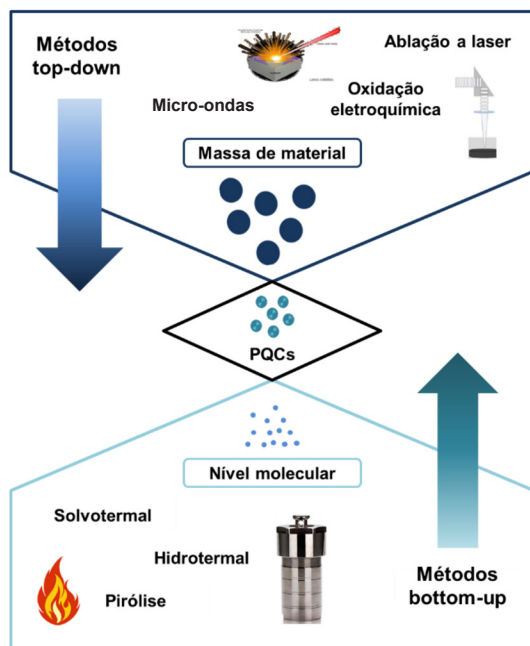 Métodos
top-down
Ablação a laser
Oxidação
eletroquímica
Micro-ondas
Massa de material
PQCs
Nível molecular
Solvotermal
Hidrotermal
Pirólise
Métodos
bottom-up